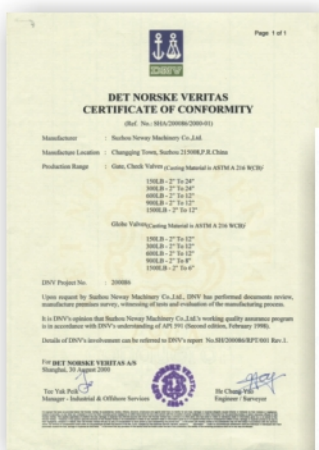 Page 1 of 1
DNV
DET NORSKE VERITAS
CERTIFICATE OF CONFORMITY
(Ref. No.: SHA/200086/2000-01)
Manufacturer : Suzhou Neway Machinery Co.,Ltd.
Manufacture Location : Changqing Town, Suzhou 215008,P.R.China
Production Range : Gate, Check Valves (Casting Material is ASTM A 216 WCB)/
150LB - 2" To 24"
300LB - 2" To 24"
600LB - 2" To 12"
900LB - 2" To 12"
1500LB - 2" To 12"
Globe Valves(Casting Material is ASTM A 216 WCB)/
150LB - 2" To 12"
300LB - 2" To 12"
600LB - 2" To 12"
900LB - 2" To 8"
1500LB - 2" To 6"
DNV Project No. : 200086
Upon request by Suzhou Neway Machinery Co.,Ltd., DNV has performed documents review,
manufacture premises survey, witnessing of tests and evaluation of the manufacturing process.
It is DNV's opinion that Suzhou Neway Machinery Co.,Ltd.'s working quality assurance program
is in accordance with DNV's understanding of API 591 (Second edition, February 1998).
Details of DNV's involvement can be referred to DNV's report No.SH/200086/RPT/001 Rev.1.
For DET NORSKE VERITAS A/S
Shanghai, 30 August 2000
Manager - Industrial & Offshore Services
Engineer / Surveyor